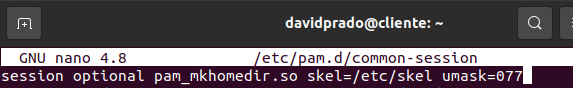 davidprado@cliente: ~
GNU nano 4.8 /etc/pam.d/common-session
session optional pam_mkhomedir.so skel=/etc/skel umask=077